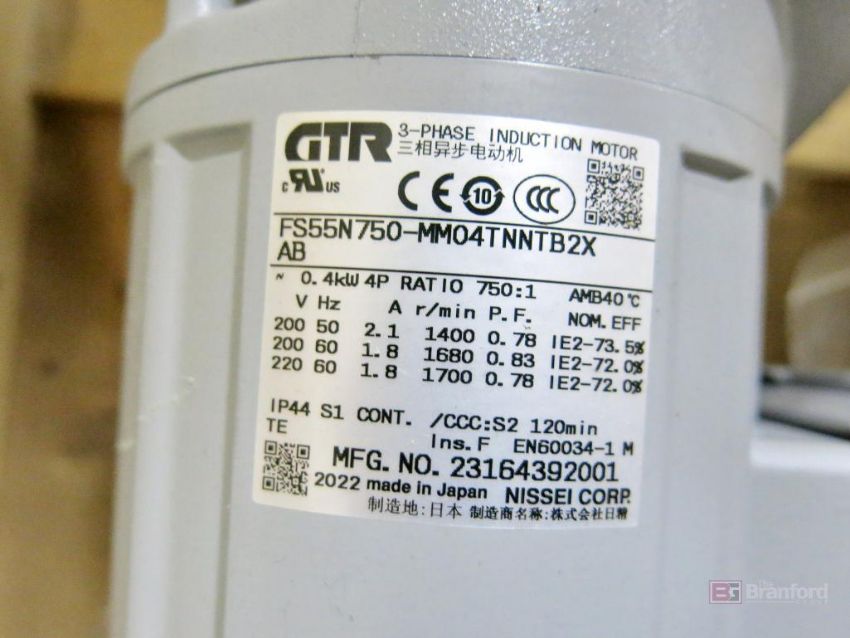 GTR 3-PHASE INDUCTION MOTOR
三相异步电动机
c RU US CE 10 CCC
FS55N750-MM04TNNTB2X
AB
~ 0.4kW 4P RATIO 750:1 AMB40℃
V Hz A r/min P.F. NOM.EFF
200 50 2.1 1400 0.78 IE2-73.5%
200 60 1.8 1680 0.83 IE2-72.0%
220 60 1.8 1700 0.78 IE2-72.0%
IP44 S1 CONT. /CCC:S2 120min
TE Ins.F EN60034-1 M
MFG.NO. 23164392001
2022 made in Japan NISSEI CORP.
制造地:日本 制造商名称:株式会社日精
BG The Branford